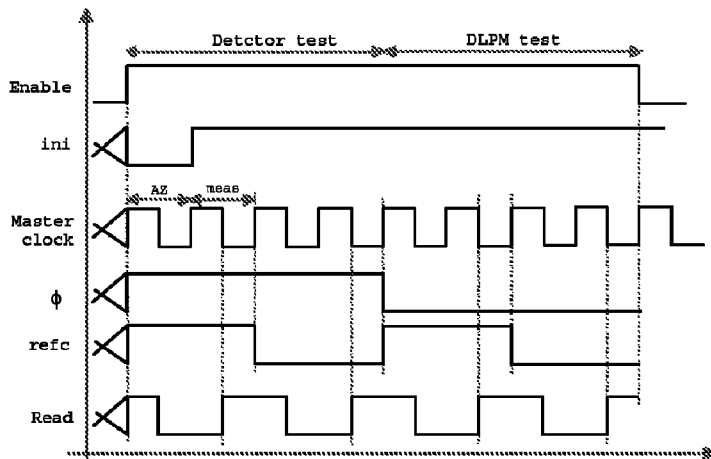 Detctor test
DLPM test
Enable
ini
AZ
meas
Master
clock
ϕ
refc
Read